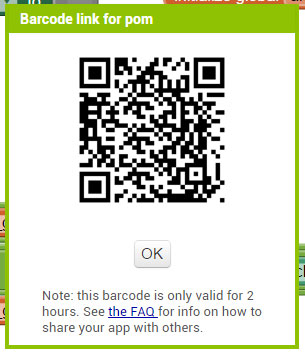 Barcode link for pom
OK
Note: this barcode is only valid for 2
hours. See the FAQ for info on how to
share your app with others.